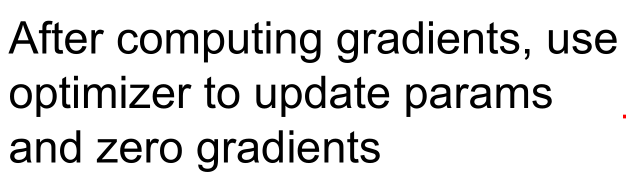 After computing gradients, use
optimizer to update params
and zero gradients